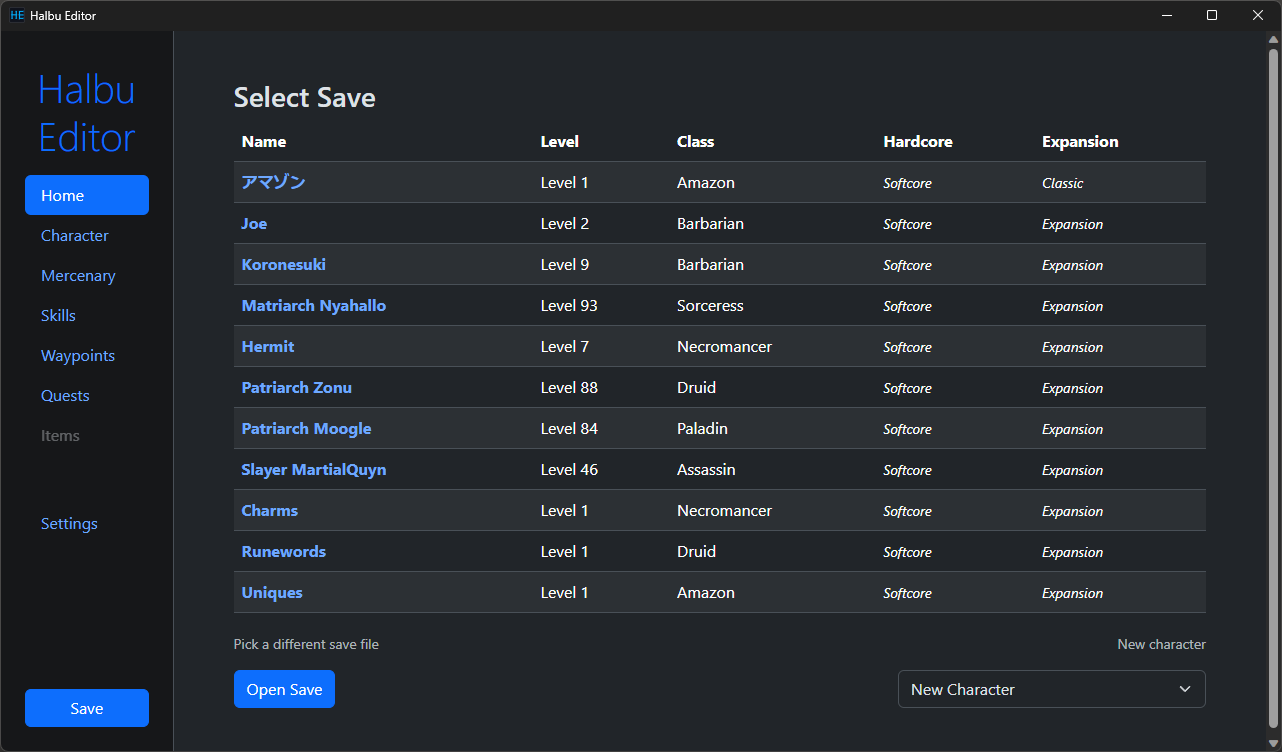 HE Halbu Editor
Halbu
Editor
Home
Character
Mercenary
Skills
Waypoints
Quests
Items
Settings
Save
Select Save
Name Level Class Hardcore Expansion
アマゾン Level 1 Amazon Softcore Classic
Joe Level 2 Barbarian Softcore Expansion
Koronesuki Level 9 Barbarian Softcore Expansion
Matriarch Nyahallo Level 93 Sorceress Softcore Expansion
Hermit Level 7 Necromancer Softcore Expansion
Patriarch Zonu Level 88 Druid Softcore Expansion
Patriarch Moogle Level 84 Paladin Softcore Expansion
Slayer MartialQuyn Level 46 Assassin Softcore Expansion
Charms Level 1 Necromancer Softcore Expansion
Runewords Level 1 Druid Softcore Expansion
Uniques Level 1 Amazon Softcore Expansion
Pick a different save file New character
Open Save New Character